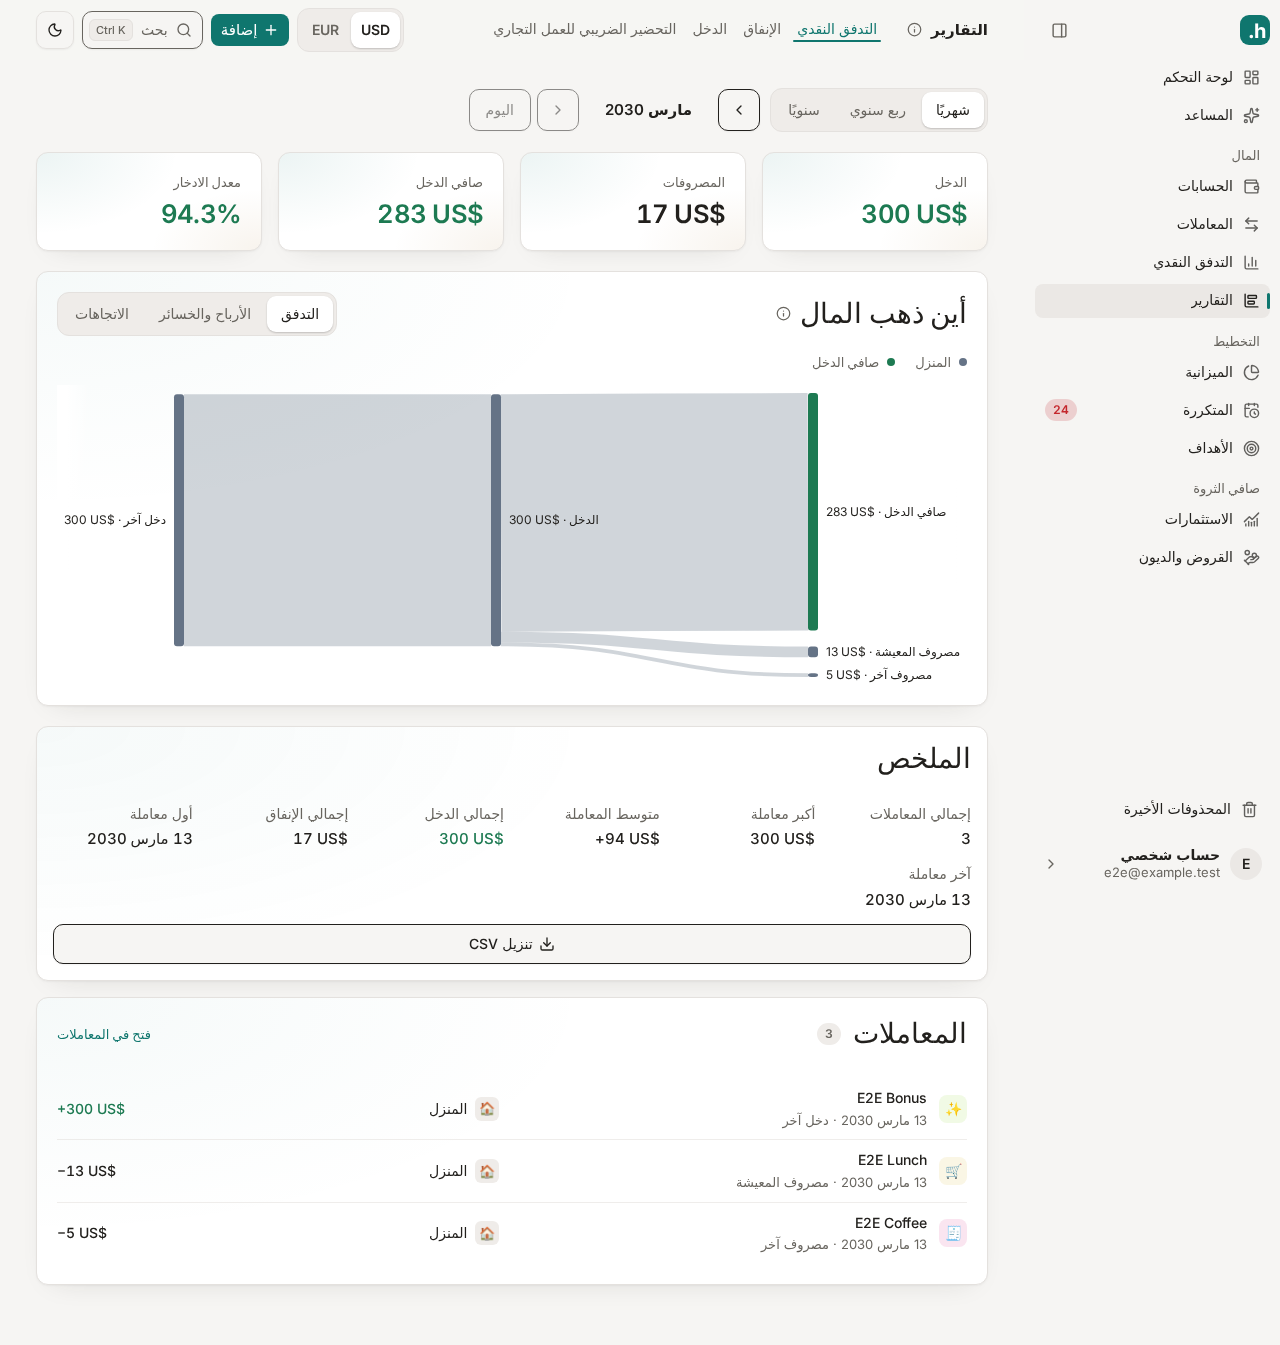 h.
لوحة التحكم
المساعد
المال
الحسابات
المعاملات
التدفق النقدي
التقارير
التخطيط
الميزانية
المتكررة 24
الأهداف
صافي الثروة
الاستثمارات
القروض والديون
المحذوفات الأخيرة
E حساب شخصي
e2e@example.test
التقارير التدفق النقدي الدخل الإنفاق التحضير الضريبي للعمل التجاري USD EUR إضافة بحث Ctrl K
شهريًا ربع سنوي سنويًا مارس 2030 اليوم
الدخل المصروفات صافي الدخل معدل الادخار
300 US$ 17 US$ 283 US$ 94.3%
أين ذهب المال التدفق الأرباح والخسائر الاتجاهات
المنزل صافي الدخل
صافي الدخل · 283 US$
الدخل · 300 US$
دخل آخر · 300 US$
مصروف المعيشة · 13 US$
مصروف آخر · 5 US$
الملخص
إجمالي المعاملات أكبر معاملة متوسط المعاملة إجمالي الدخل إجمالي الإنفاق أول معاملة
3 300 US$ +94 US$ 300 US$ 17 US$ 13 مارس 2030
آخر معاملة
13 مارس 2030
تنزيل CSV
المعاملات 3 فتح في المعاملات
E2E Bonus
13 مارس 2030 · دخل آخر
المنزل +300 US$
E2E Lunch
13 مارس 2030 · مصروف المعيشة
المنزل −13 US$
E2E Coffee
13 مارس 2030 · مصروف آخر
المنزل −5 US$